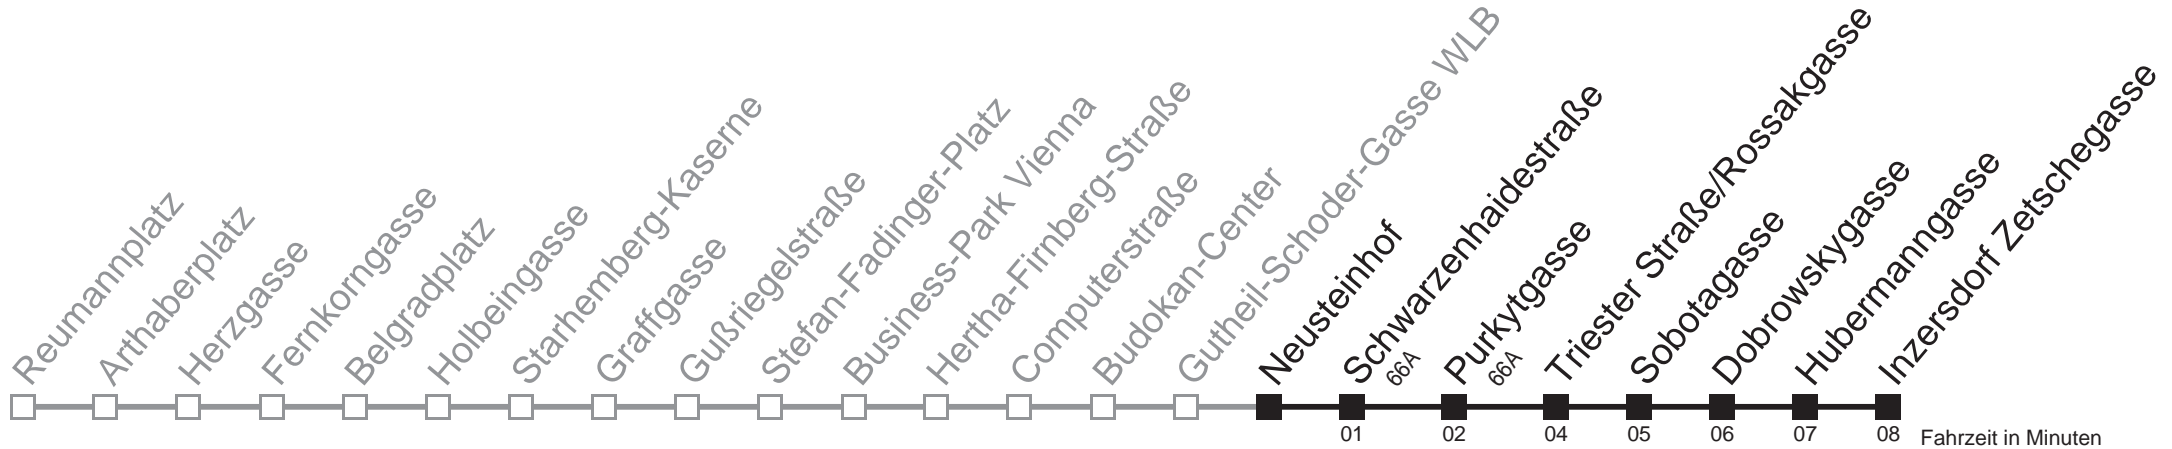 Reumannplatz
Arthaberplatz
Herzgasse
Fernkorngasse
Belgradplatz
Holbeingasse
Starhemberg-Kaserne
Graffgasse
Gußriegelstraße
Stefan-Fadinger-Platz
Business-Park Vienna
Hertha-Firnberg-Straße
Computerstraße
Budokan-Center
Gutheil-Schoder-Gasse WLB
Neusteinhof
Schwarzenhaidestraße
66A
Purkytgasse
66A
Triester Straße/Rossakgasse
Sobotagasse
Dobrowskygasse
Hubermanngasse
Inzersdorf Zetschegasse
01 02 04 05 06 07 08 Fahrzeit in Minuten